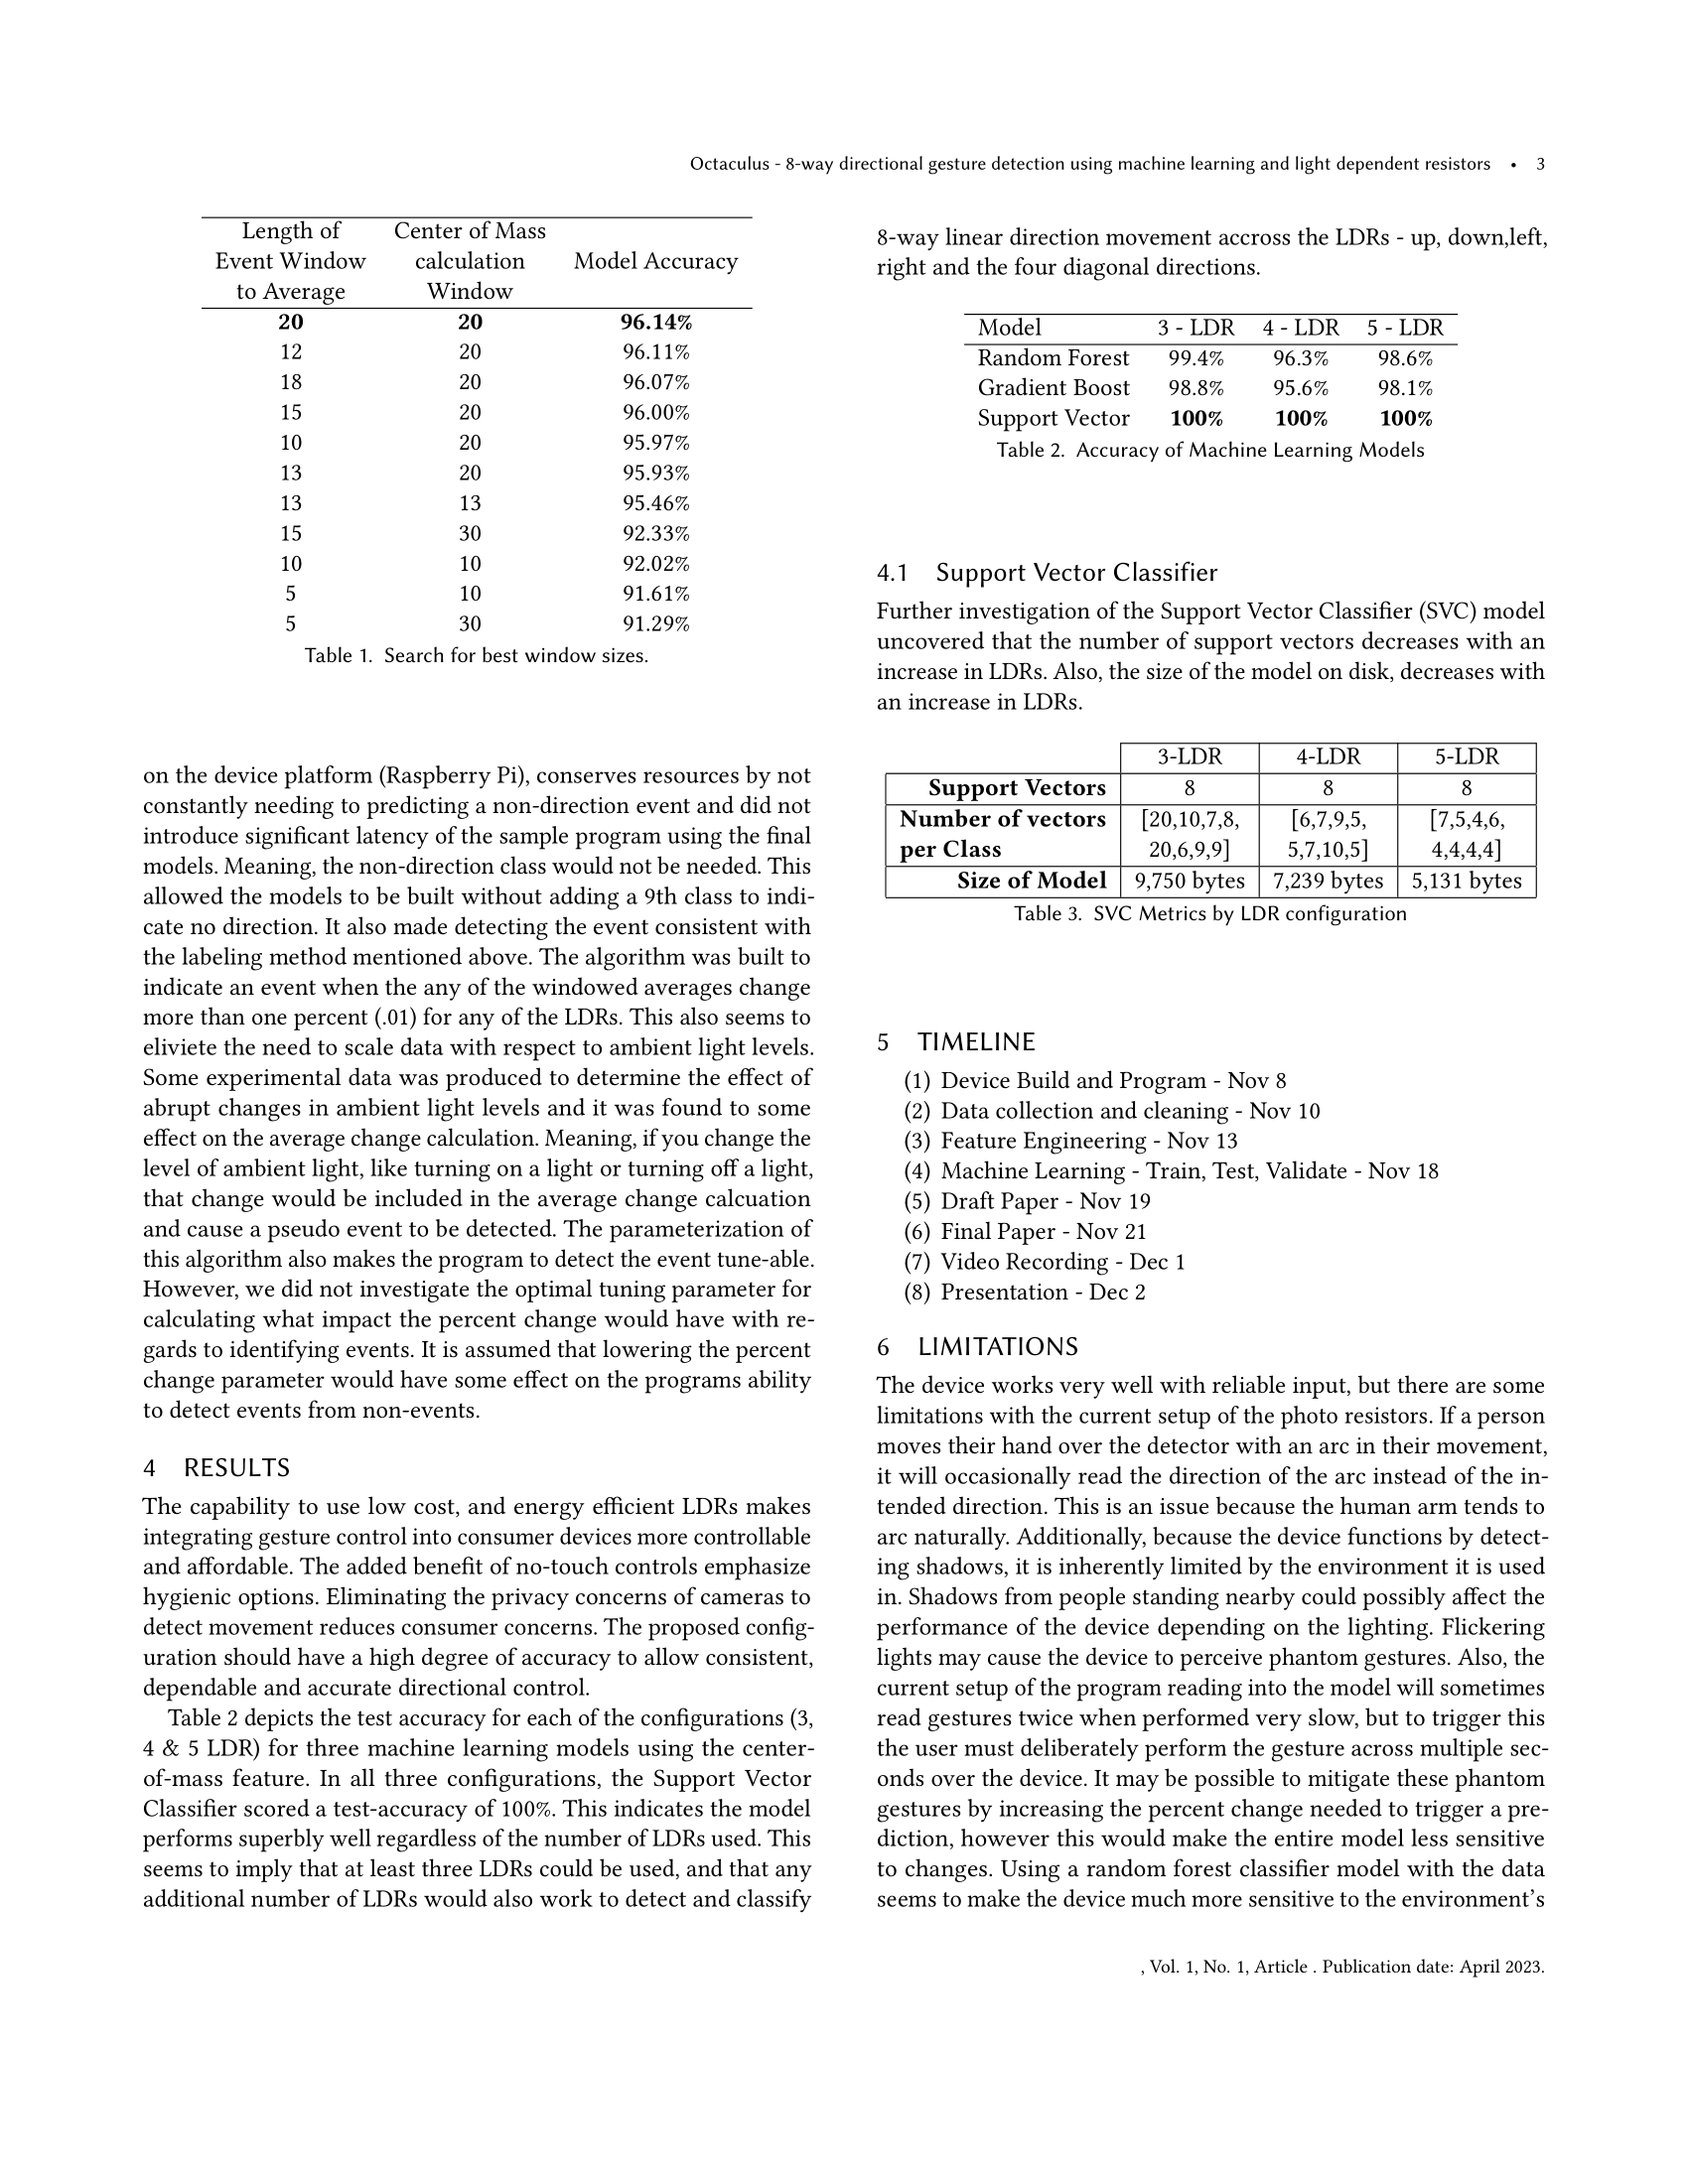 Octaculus - 8-way directional gesture detection using machine learning and light dependent resistors • 3
Length of Center of Mass
Event Window calculation Model Accuracy
to Average Window
20 20 96.14%
12 20 96.11%
18 20 96.07%
15 20 96.00%
10 20 95.97%
13 20 95.93%
13 13 95.46%
15 30 92.33%
10 10 92.02%
5 10 91.61%
5 30 91.29%
Table 1. Search for best window sizes.
on the device platform (Raspberry Pi), conserves resources by not
constantly needing to predicting a non-direction event and did not
introduce significant latency of the sample program using the final
models. Meaning, the non-direction class would not be needed. This
allowed the models to be built without adding a 9th class to indi-
cate no direction. It also made detecting the event consistent with
the labeling method mentioned above. The algorithm was built to
indicate an event when the any of the windowed averages change
more than one percent (.01) for any of the LDRs. This also seems to
eliviete the need to scale data with respect to ambient light levels.
Some experimental data was produced to determine the effect of
abrupt changes in ambient light levels and it was found to some
effect on the average change calculation. Meaning, if you change the
level of ambient light, like turning on a light or turning off a light,
that change would be included in the average change calcuation
and cause a pseudo event to be detected. The parameterization of
this algorithm also makes the program to detect the event tune-able.
However, we did not investigate the optimal tuning parameter for
calculating what impact the percent change would have with re-
gards to identifying events. It is assumed that lowering the percent
change parameter would have some effect on the programs ability
to detect events from non-events.
4 RESULTS
The capability to use low cost, and energy efficient LDRs makes
integrating gesture control into consumer devices more controllable
and affordable. The added benefit of no-touch controls emphasize
hygienic options. Eliminating the privacy concerns of cameras to
detect movement reduces consumer concerns. The proposed config-
uration should have a high degree of accuracy to allow consistent,
dependable and accurate directional control.
Table 2 depicts the test accuracy for each of the configurations (3,
4 & 5 LDR) for three machine learning models using the center-
of-mass feature. In all three configurations, the Support Vector
Classifier scored a test-accuracy of 100%. This indicates the model
performs superbly well regardless of the number of LDRs used. This
seems to imply that at least three LDRs could be used, and that any
additional number of LDRs would also work to detect and classify
8-way linear direction movement accross the LDRs - up, down,left,
right and the four diagonal directions.
Model 3 - LDR 4 - LDR 5 - LDR
Random Forest 99.4% 96.3% 98.6%
Gradient Boost 98.8% 95.6% 98.1%
Support Vector 100% 100% 100%
Table 2. Accuracy of Machine Learning Models
4.1 Support Vector Classifier
Further investigation of the Support Vector Classifier (SVC) model
uncovered that the number of support vectors decreases with an
increase in LDRs. Also, the size of the model on disk, decreases with
an increase in LDRs.
3-LDR 4-LDR 5-LDR
Support Vectors 8 8 8
Number of vectors [20,10,7,8, [6,7,9,5, [7,5,4,6,
per Class 20,6,9,9] 5,7,10,5] 4,4,4,4]
Size of Model 9,750 bytes 7,239 bytes 5,131 bytes
Table 3. SVC Metrics by LDR configuration
5 TIMELINE
(1) Device Build and Program - Nov 8
(2) Data collection and cleaning - Nov 10
(3) Feature Engineering - Nov 13
(4) Machine Learning - Train, Test, Validate - Nov 18
(5) Draft Paper - Nov 19
(6) Final Paper - Nov 21
(7) Video Recording - Dec 1
(8) Presentation - Dec 2
6 LIMITATIONS
The device works very well with reliable input, but there are some
limitations with the current setup of the photo resistors. If a person
moves their hand over the detector with an arc in their movement,
it will occasionally read the direction of the arc instead of the in-
tended direction. This is an issue because the human arm tends to
arc naturally. Additionally, because the device functions by detect-
ing shadows, it is inherently limited by the environment it is used
in. Shadows from people standing nearby could possibly affect the
performance of the device depending on the lighting. Flickering
lights may cause the device to perceive phantom gestures. Also, the
current setup of the program reading into the model will sometimes
read gestures twice when performed very slow, but to trigger this
the user must deliberately perform the gesture across multiple sec-
onds over the device. It may be possible to mitigate these phantom
gestures by increasing the percent change needed to trigger a pre-
diction, however this would make the entire model less sensitive
to changes. Using a random forest classifier model with the data
seems to make the device much more sensitive to the environment's
, Vol. 1, No. 1, Article . Publication date: April 2023.